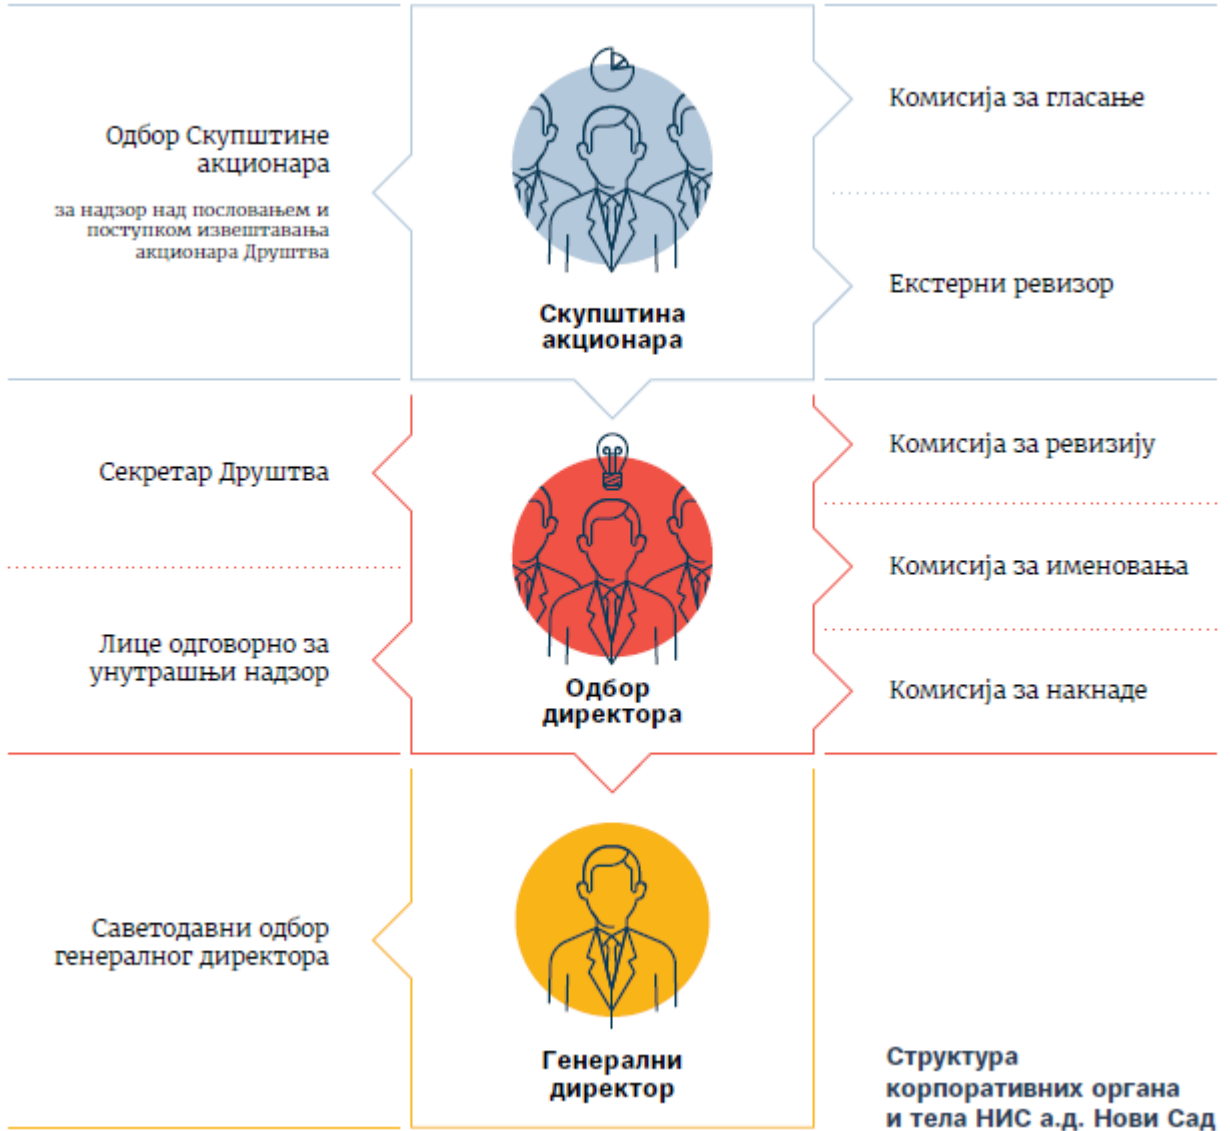 Одбор Скупштине
акционара
за надзор над пословањем и
поступком извештавања
акционара Друштва
Скупштина
акционара
Комисија за гласање
Екстерни ревизор
Секретар Друштва
Лице одговорно за
унутрашњи надзор
Одбор
директора
Комисија за ревизију
Комисија за именовања
Комисија за накнаде
Саветодавни одбор
генералног директора
Генерални
директор
Структура
корпоративних органа
и тела НИС а.д. Нови Сад